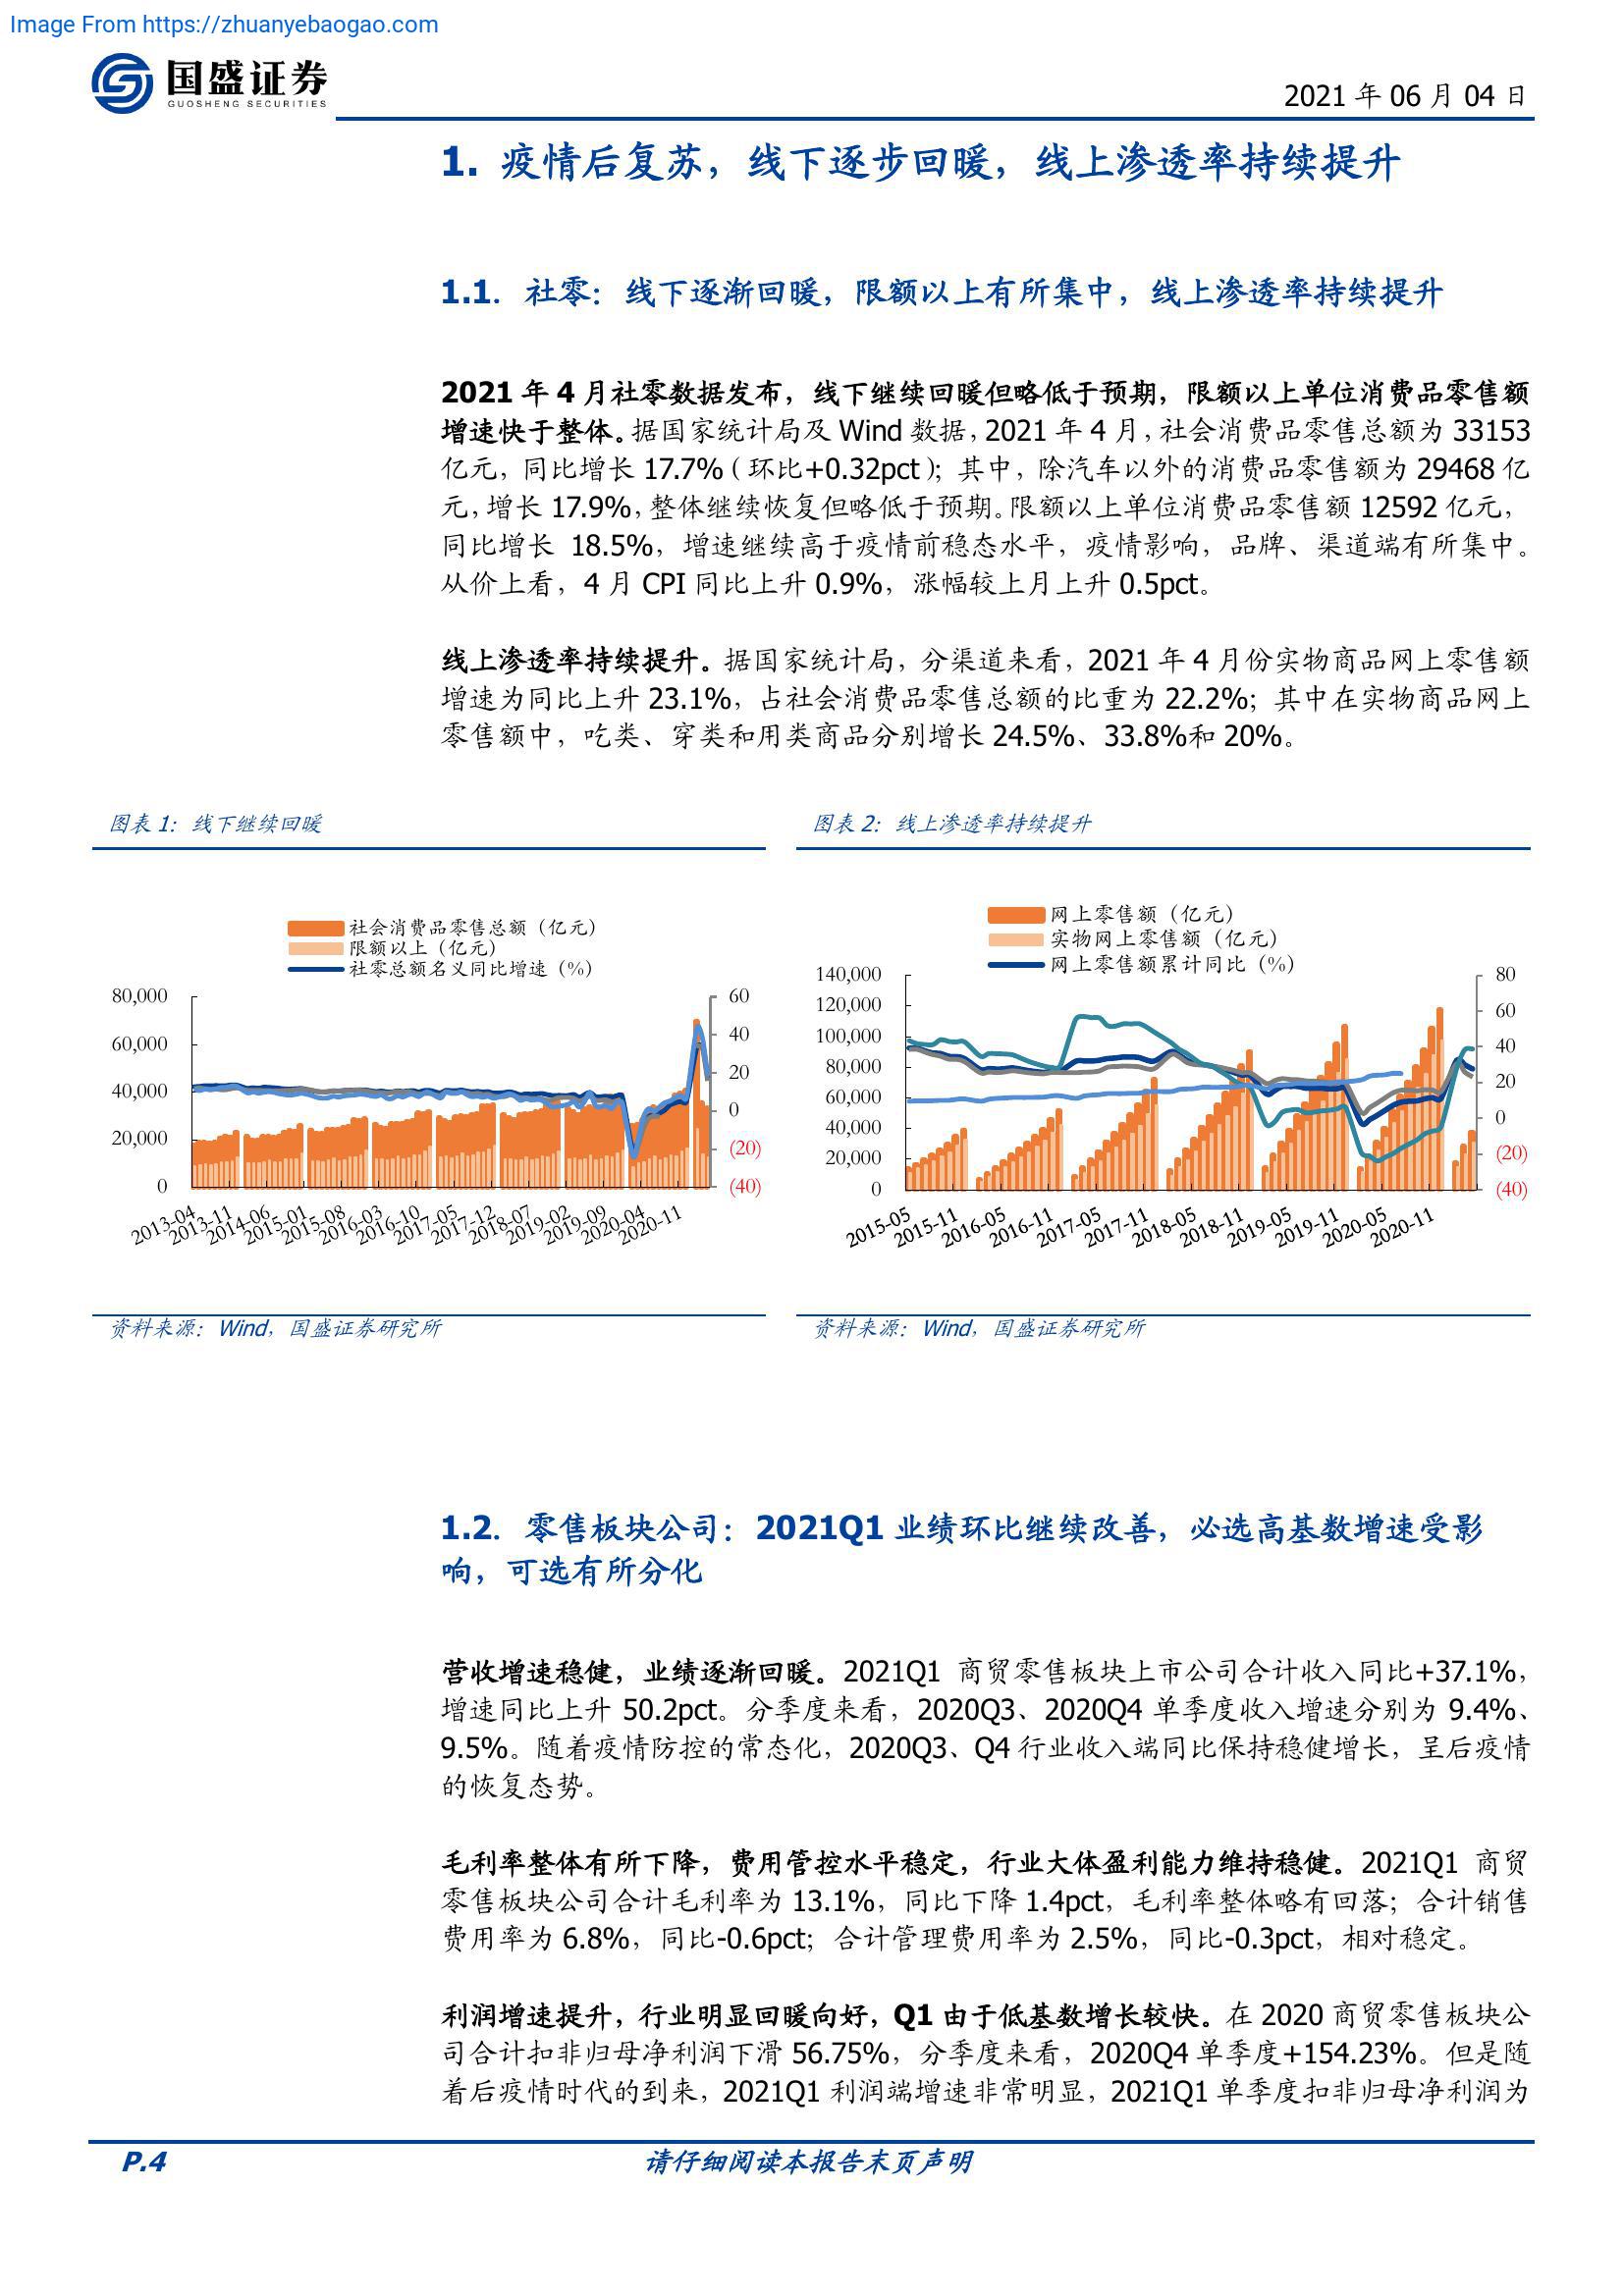 Image From https://zhuanyebaogao.com
国盛证券
GUOSHENG SECURITIES
2021 年 06 月 04 日
1. 疫情后复苏，线下逐步回暖，线上渗透率持续提升
1.1. 社零：线下逐渐回暖，限额以上有所集中，线上渗透率持续提升
2021 年 4 月社零数据发布，线下继续回暖但略低于预期，限额以上单位消费品零售额
增速快于整体。据国家统计局及 Wind 数据，2021 年 4 月，社会消费品零售总额为 33153
亿元，同比增长 17.7%（环比+0.32pct）；其中，除汽车以外的消费品零售额为 29468 亿
元，增长 17.9%，整体继续恢复但略低于预期。限额以上单位消费品零售额 12592 亿元，
同比增长 18.5%，增速继续高于疫情前稳态水平，疫情影响，品牌、渠道端有所集中。
从价上看，4 月 CPI 同比上升 0.9%，涨幅较上月上升 0.5pct。
线上渗透率持续提升。据国家统计局，分渠道来看，2021 年 4 月份实物商品网上零售额
增速为同比上升 23.1%，占社会消费品零售总额的比重为 22.2%；其中在实物商品网上
零售额中，吃类、穿类和用类商品分别增长 24.5%、33.8%和 20%。
图表 1：线下继续回暖
社会消费品零售总额（亿元）
限额以上（亿元）
社零总额名义同比增速（%）
80,000
60,000
40,000
20,000
0
60
40
20
0
(20)
(40)
2013-04
2013-11
2014-06
2015-01
2015-08
2016-03
2016-10
2017-05
2017-12
2018-07
2019-02
2019-09
2020-04
2020-11
资料来源：Wind，国盛证券研究所
图表 2：线上渗透率持续提升
网上零售额（亿元）
实物网上零售额（亿元）
网上零售额累计同比（%）
140,000
120,000
100,000
80,000
60,000
40,000
20,000
0
80
60
40
20
0
(20)
(40)
2015-05
2015-11
2016-05
2016-11
2017-05
2017-11
2018-05
2018-11
2019-05
2019-11
2020-05
2020-11
资料来源：Wind，国盛证券研究所
1.2. 零售板块公司：2021Q1 业绩环比继续改善，必选高基数增速受影
响，可选有所分化
营收增速稳健，业绩逐渐回暖。2021Q1 商贸零售板块上市公司合计收入同比+37.1%，
增速同比上升 50.2pct。分季度来看，2020Q3、2020Q4 单季度收入增速分别为 9.4%、
9.5%。随着疫情防控的常态化，2020Q3、Q4 行业收入端同比保持稳健增长，呈后疫情
的恢复态势。
毛利率整体有所下降，费用管控水平稳定，行业大体盈利能力维持稳健。2021Q1 商贸
零售板块公司合计毛利率为 13.1%，同比下降 1.4pct，毛利率整体略有回落；合计销售
费用率为 6.8%，同比-0.6pct；合计管理费用率为 2.5%，同比-0.3pct，相对稳定。
利润增速提升，行业明显回暖向好，Q1 由于低基数增长较快。在 2020 商贸零售板块公
司合计扣非归母净利润下滑 56.75%，分季度来看，2020Q4 单季度+154.23%。但是随
着后疫情时代的到来，2021Q1 利润端增速非常明显，2021Q1 单季度扣非归母净利润为
P.4
请仔细阅读本报告末页声明